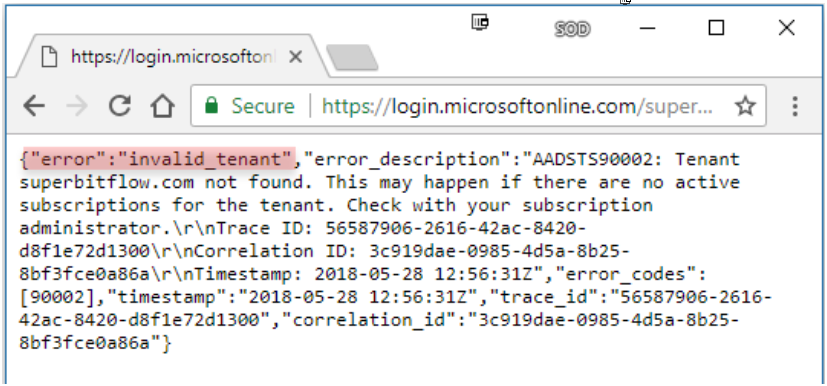 SOD
https://login.microsofton
Secure https://login.microsoftonline.com/super...
{"error":"invalid_tenant","error_description":"AADSTS90002: Tenant
superbitflow.com not found. This may happen if there are no active
subscriptions for the tenant. Check with your subscription
administrator.\r\nTrace ID: 56587906-2616-42ac-8420-
d8f1e72d1300\r\nCorrelation ID: 3c919dae-0985-4d5a-8b25-
8bf3fce0a86a\r\nTimestamp: 2018-05-28 12:56:31Z","error_codes":
[90002],"timestamp":"2018-05-28 12:56:31Z","trace_id":"56587906-2616-
42ac-8420-d8f1e72d1300","correlation_id":"3c919dae-0985-4d5a-8b25-
8bf3fce0a86a"}